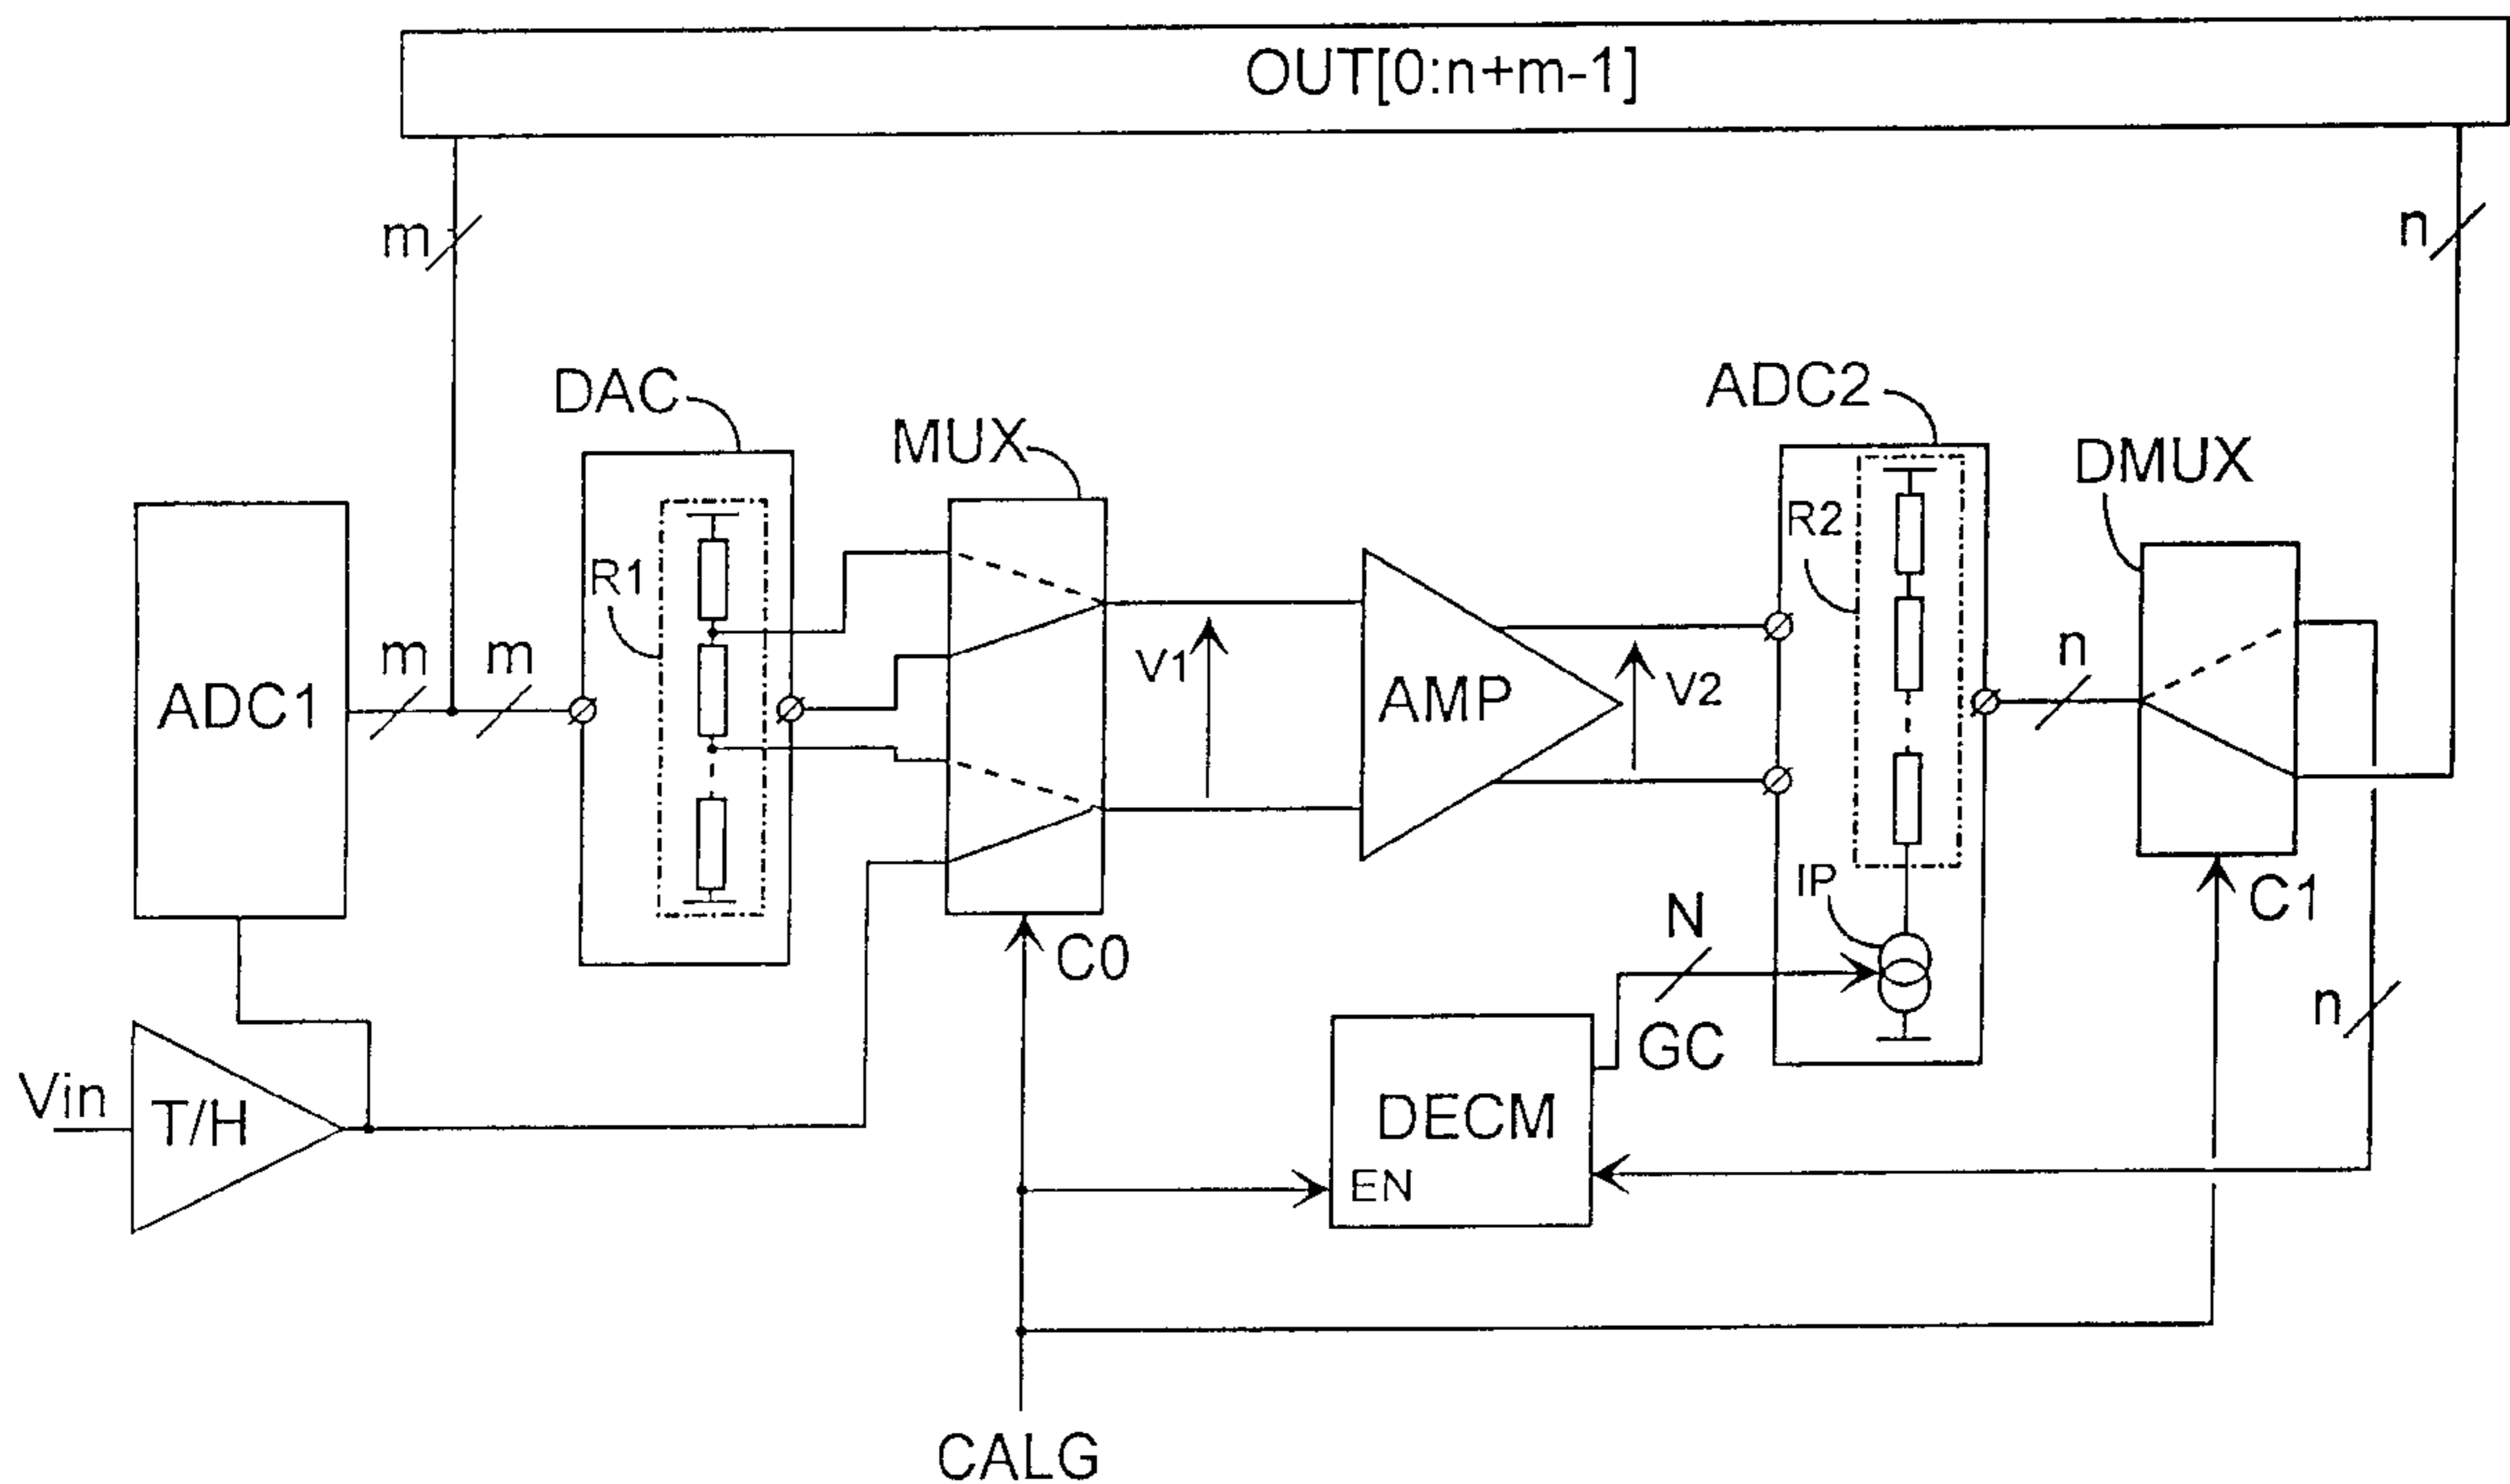 OUT[0:n+m-1]
m
n
DAC
ADC2
MUX
DMUX
R2
R1
m
m
V1
n
ADC1
AMP
V2
IP
C1
N
C0
n
GC
Vin
T/H
DECM
EN
CALG